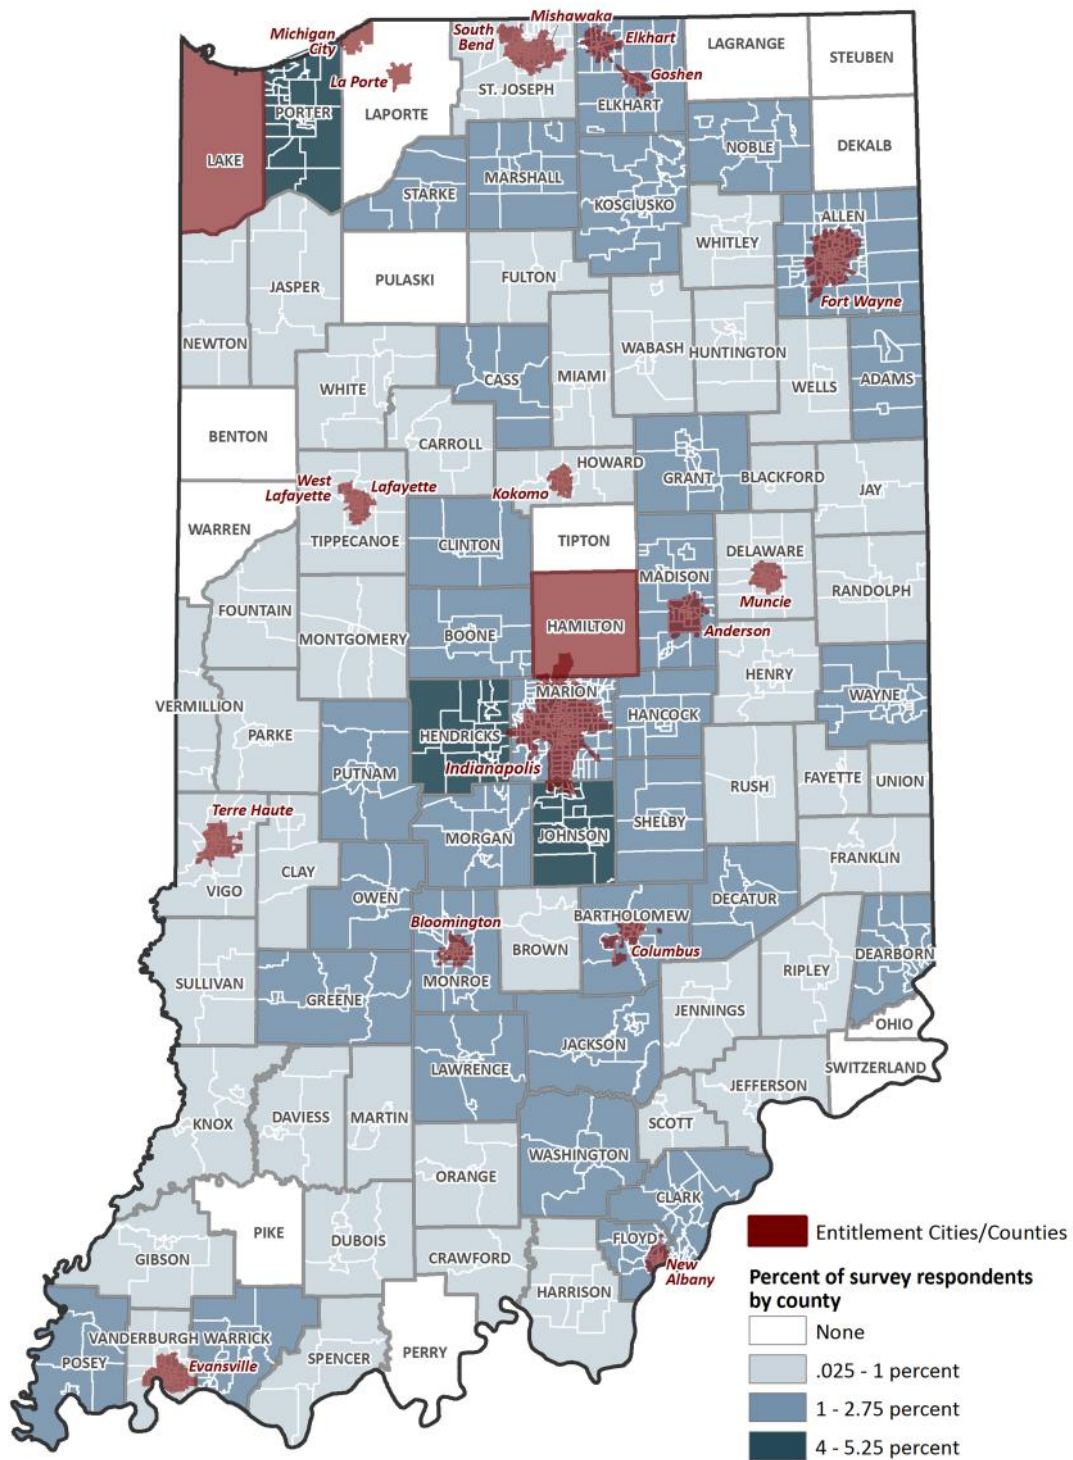 Mishawaka
South
Bend
Michigan
City
Elkhart
LAGRANGE
STEUBEN
La Porte
Goshen
ST. JOSEPH
ELKHART
PORTER
LAPORTE
LAKE
NOBLE
DEKALB
STARKE
MARSHALL
KOSCIUSKO
ALLEN
WHITLEY
PULASKI
FULTON
JASPER
Fort Wayne
NEWTON
WABASH
HUNTINGTON
WHITE
CASS
MIAMI
WELLS
ADAMS
BENTON
CARROLL
HOWARD
GRANT
BLACKFORD
JAY
West
Lafayette
Lafayette
Kokomo
WARREN
TIPPECANOE
CLINTON
TIPTON
DELAWARE
MADISON
RANDOLPH
Muncie
FOUNTAIN
MONTGOMERY
BOONE
HAMILTON
Anderson
HENRY
WAYNE
VERMILLION
MARION
HANCOCK
PARKE
HENDRICKS
Indianapolis
PUTNAM
RUSH
FAYETTE
UNION
Terre Haute
MORGAN
JOHNSON
SHELBY
FRANKLIN
CLAY
VIGO
OWEN
DECATUR
Bloomington
BARTHOLOMEW
BROWN
Columbus
DEARBORN
SULLIVAN
MONROE
RIPLEY
GREENE
JENNINGS
OHIO
JACKSON
LAWRENCE
SWITZERLAND
JEFFERSON
KNOX
DAVIESS
MARTIN
SCOTT
WASHINGTON
ORANGE
CLARK
PIKE
DUBOIS
FLOYD
GIBSON
CRAWFORD
New
Albany
HARRISON
VANDERBURGH
WARRICK
POSEY
Evansville
SPENCER
PERRY
Entitlement Cities/Counties
Percent of survey respondents
by county
None
.025 - 1 percent
1 - 2.75 percent
4 - 5.25 percent